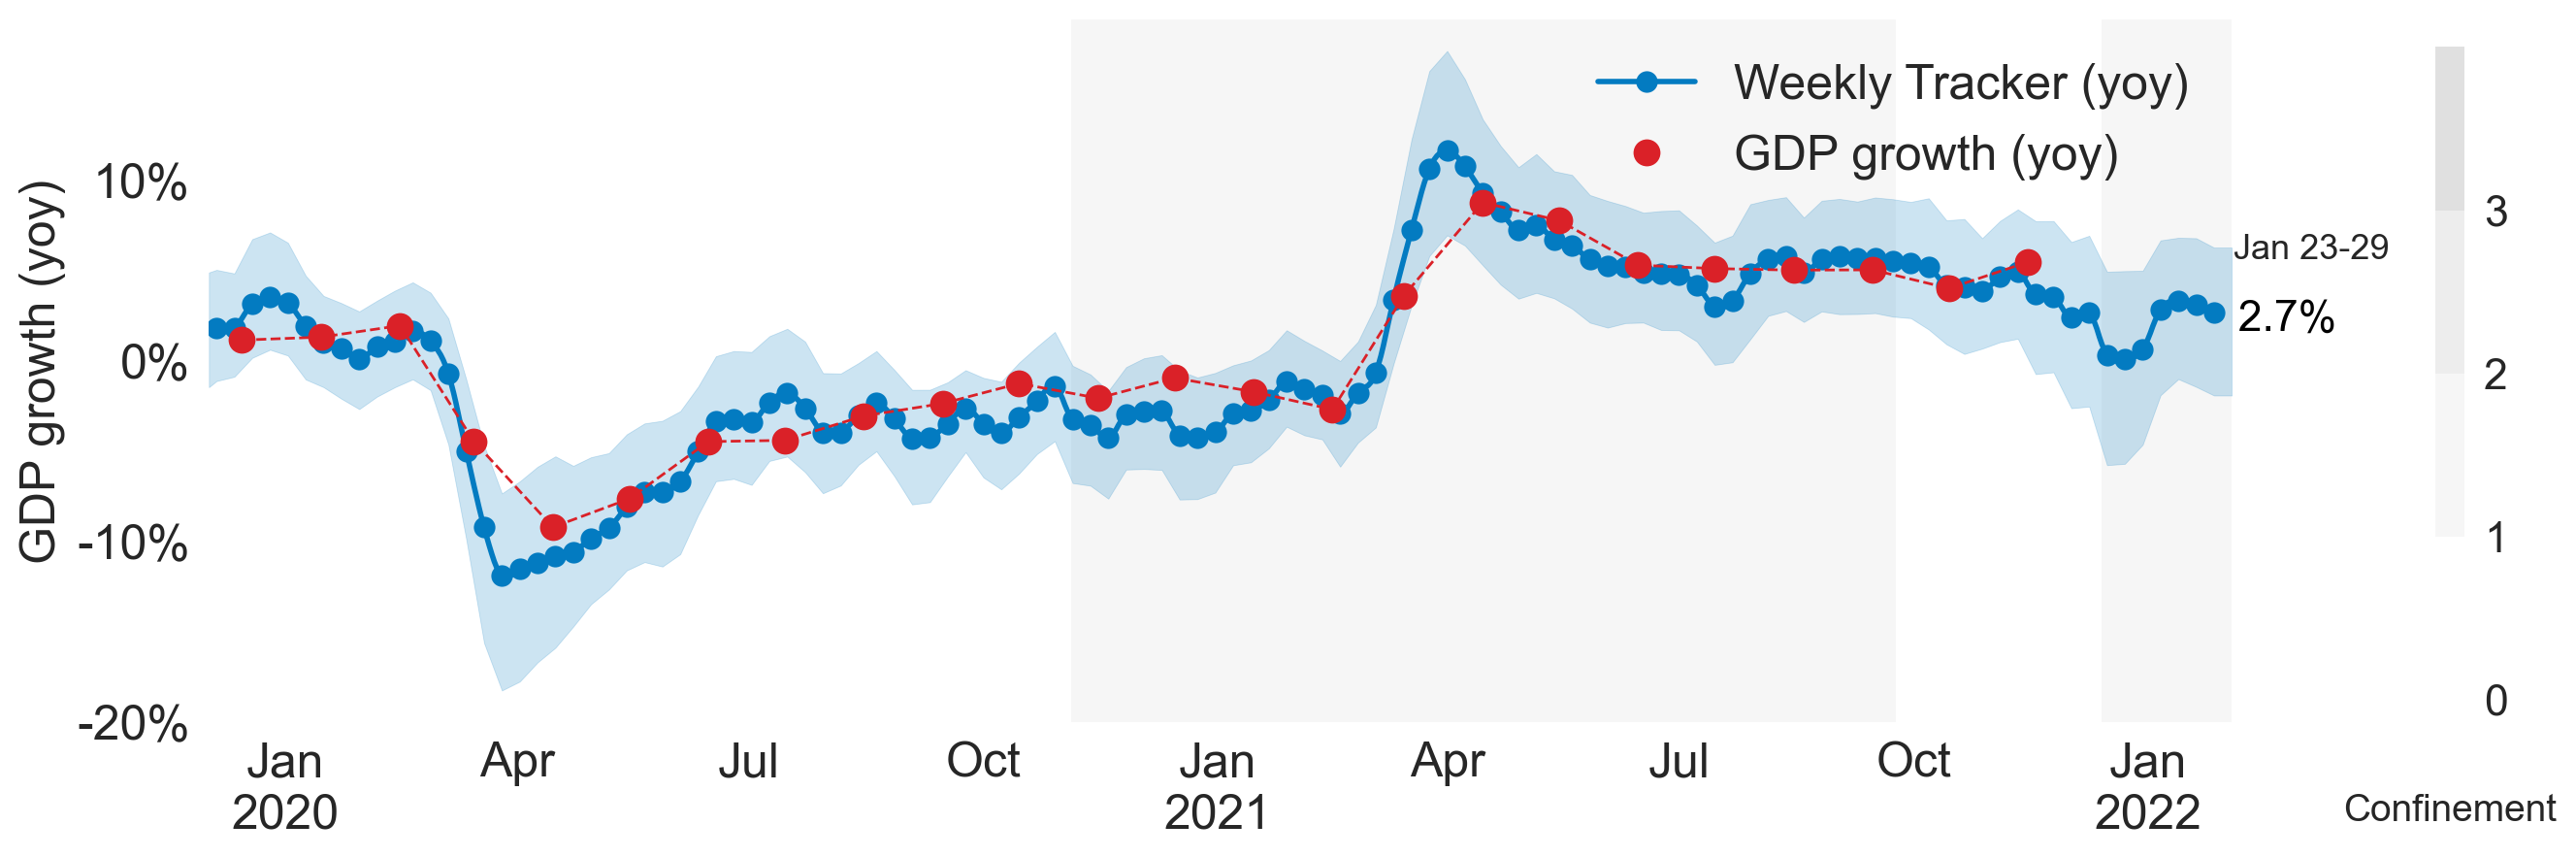 Weekly Tracker (yoy)
GDP growth (yoy)
GDP growth (yoy)
10%
0%
-10%
-20%
Jan
2020
Apr
Jul
Oct
Jan
2021
Apr
Jul
Oct
Jan
2022
Jan 23-29
2.7%
3
2
1
0
Confinement